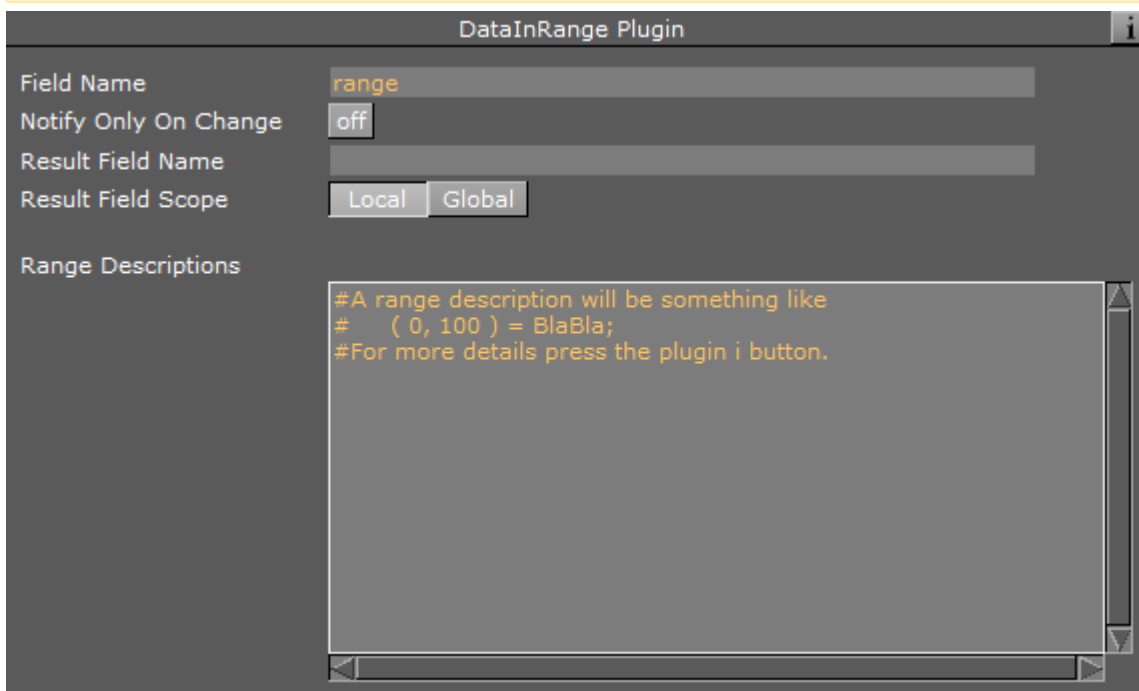 DataInRange Plugin
i
Field Name
range
Notify Only On Change
off
Result Field Name
Result Field Scope
Local
Global
Range Descriptions
#A range description will be something like
#    ( 0, 100 ) = BlaBla;
#For more details press the plugin i button.